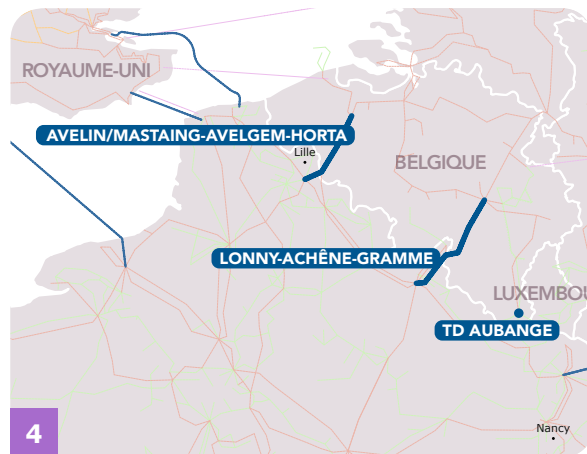 ROYAUME-UNI
AVELIN/MASTAING-AVELGEM-HORTA
Lille
BELGIQUE
LONNY-ACHÊNE-GRAMME
LUXEMBOU
TD AUBANGE
Nancy
4